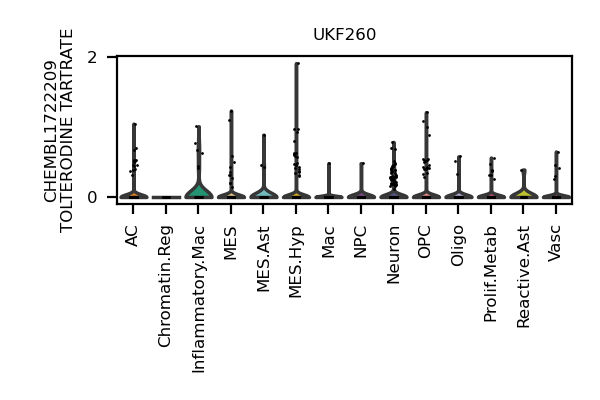 UKF260
CHEMBL1722209
TOLTERODINE TARTRATE
2
0
AC
Chromatin.Reg
Inflammatory.Mac
MES
MES.Ast
MES.Hyp
Mac
NPC
Neuron
OPC
Oligo
Prolif.Metab
Reactive.Ast
Vasc